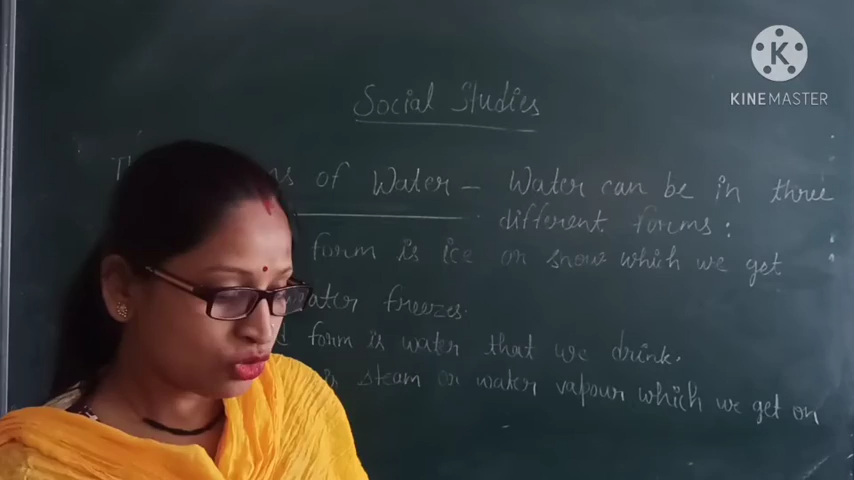 Social Studies
K
KINEMASTER
of Water - Water can be in three
different forms:
form is ice or snow which we get
water freezes.
form is water that we drink.
steam or water vapour which we get on